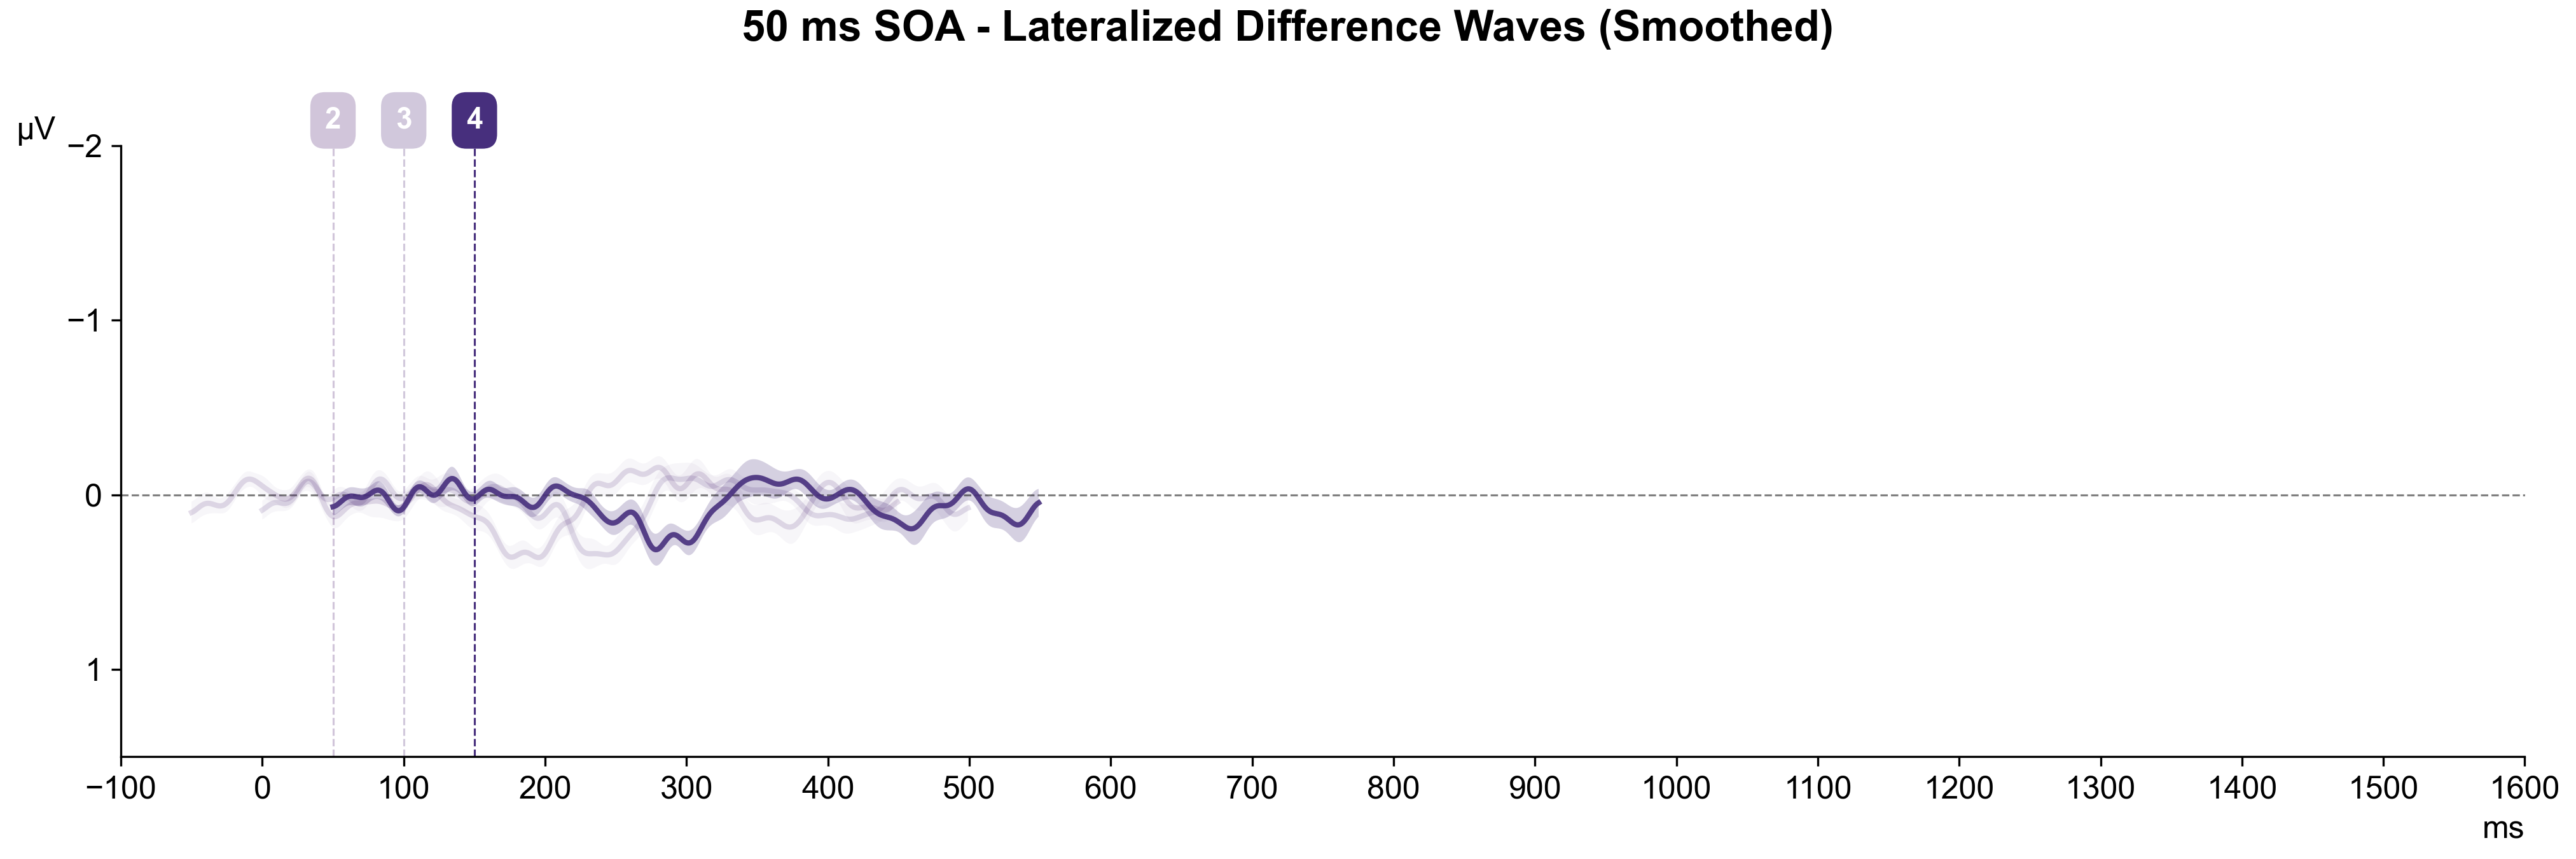 50 ms SOA - Lateralized Difference Waves (Smoothed)
2 3 4
µV
−2
−1
0
1
−100 0 100 200 300 400 500 600 700 800 900 1000 1100 1200 1300 1400 1500 1600
ms